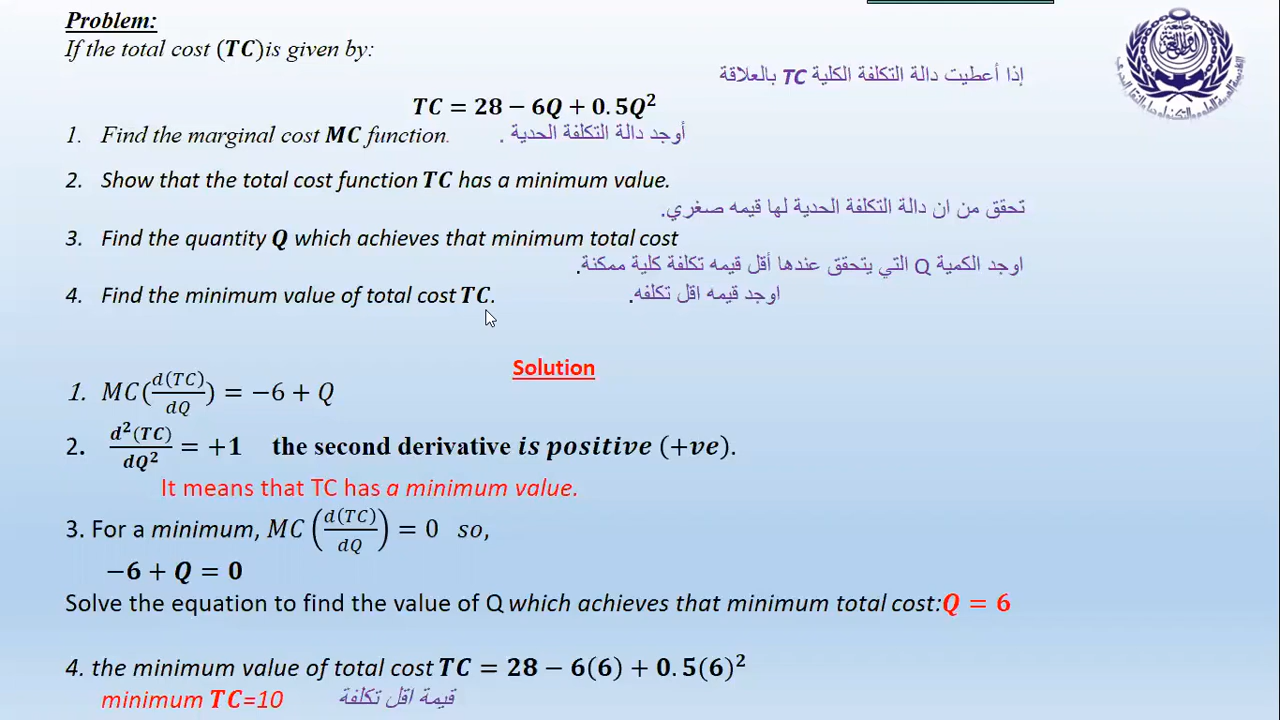 Problem:
If the total cost (TC)is given by:
إذا أعطيت دالة التكلفة الكلية TC بالعلاقة
TC = 28 − 6Q + 0.5Q²
1. Find the marginal cost MC function. أوجد دالة التكلفة الحدية .
2. Show that the total cost function TC has a minimum value.
تحقق من ان دالة التكلفة الحدية لها قيمه صغري.
3. Find the quantity Q which achieves that minimum total cost
اوجد الكمية Q التي يتحقق عندها أقل قيمه تكلفة كلية ممكنة.
4. Find the minimum value of total cost TC. اوجد قيمه اقل تكلفه.
Solution
1. MC(d(TC)/dQ) = −6 + Q
2. d²(TC)/dQ² = +1 the second derivative is positive (+ve).
It means that TC has a minimum value.
3. For a minimum, MC (d(TC)/dQ) = 0 so,
−6 + Q = 0
Solve the equation to find the value of Q which achieves that minimum total cost:Q = 6
4. the minimum value of total cost TC = 28 − 6(6) + 0.5(6)²
minimum TC=10 قيمة اقل تكلفة